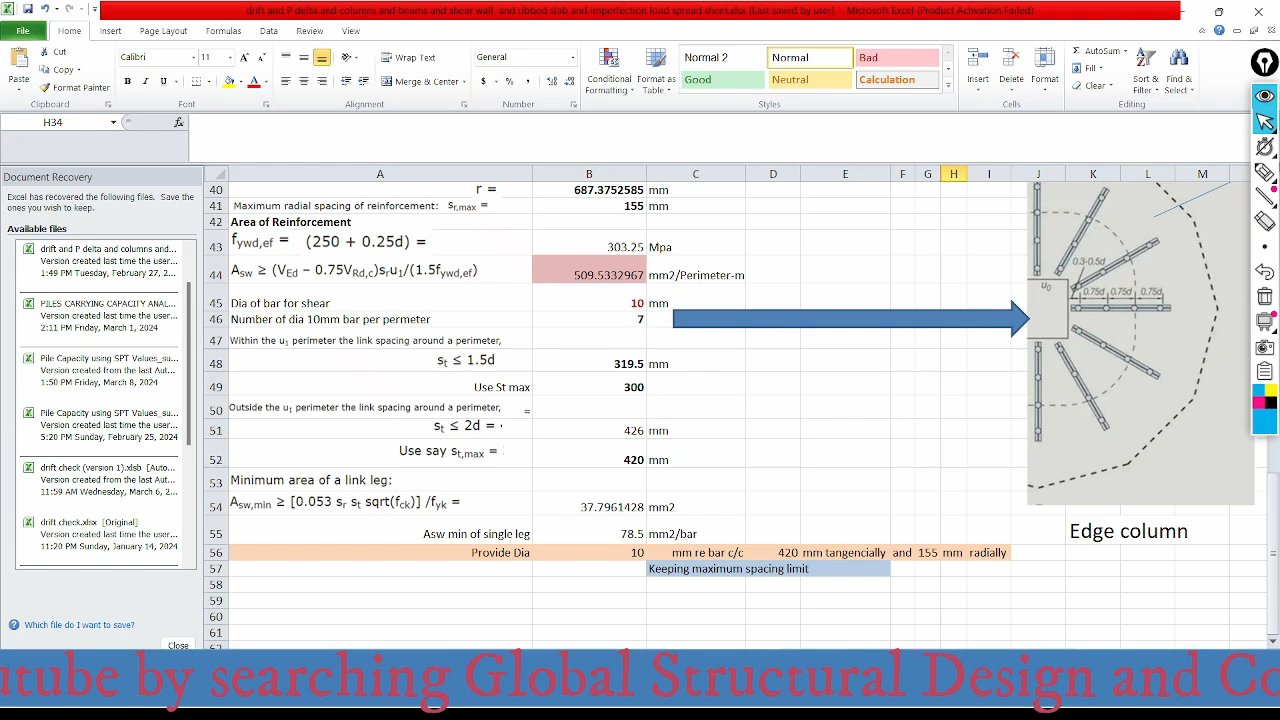 drift and P delta and columns and beams and shear wall and ribbed slab and imperfection load spread sheet.xlsx [Last saved by user] - Microsoft Excel (Product Activation Failed)
File Home Insert Page Layout Formulas Data Review View
Paste Cut Copy Format Painter Clipboard
Calibri 11 B I U A Font
Wrap Text Merge & Center Alignment
General $ % , Number
Conditional Formatting Format as Table
Normal 2 Normal Bad
Good Neutral Calculation
Styles
Insert Delete Format Cells
AutoSum Fill Clear Sort & Filter Find & Select Editing
H34 fx
Document Recovery
Excel has recovered the following files. Save the ones you wish to keep.
Available files
drift and P delta and columns and...
Version created last time the user...
1:49 PM Tuesday, February 27, 2...
PILES CARRYING CAPACITY ANAL...
Version created last time the user...
2:11 PM Friday, March 1, 2024
Pile Capacity using SPT Values_su...
Version created from the last Aut...
1:50 PM Friday, March 8, 2024
Pile Capacity using SPT Values_su...
Version created from the last Aut...
5:20 PM Sunday, February 25, 2024
drift check (version 1).xlsb [Auto...
Version created from the last Aut...
11:59 AM Wednesday, March 6, 2...
drift check.xlsx [Original]
Version created last time the user...
11:20 PM Sunday, January 14, 2024
Which file do I want to save?
Close
A B C D E F G H I J K L M
40 r = 687.3752585 mm
41 Maximum radial spacing of reinforcement: sr,max = 155 mm
42 Area of Reinforcement
43 fywd,ef = (250 + 0.25d) = 303.25 Mpa
44 Asw ≥ (VEd − 0.75VRd,c)sru1/(1.5fywd,ef) 509.5332967 mm2/Perimeter-m
45 Dia of bar for shear 10 mm
46 Number of dia 10mm bar per permeter 7
47 Within the u1 perimeter the link spacing around a perimeter,
48 st ≤ 1.5d 319.5 mm
49 Use St max 300
50 Outside the u1 perimeter the link spacing around a perimeter, =
51 st ≤ 2d = 426 mm
52 Use say st,max = 420 mm
53 Minimum area of a link leg:
54 Asw,min ≥ [0.053 sr st sqrt(fck)] /fyk = 37.7961428 mm2
55 Asw min of single leg 78.5 mm2/bar
56 Provide Dia 10 mm re bar c/c 420 mm tangencially and 155 mm radially
57 Keeping maximum spacing limit
58
59
60
61
u0
0.3-0.5d
0.75d 0.75d 0.75d
Edge column
utube by searching Global Structural Design and Co